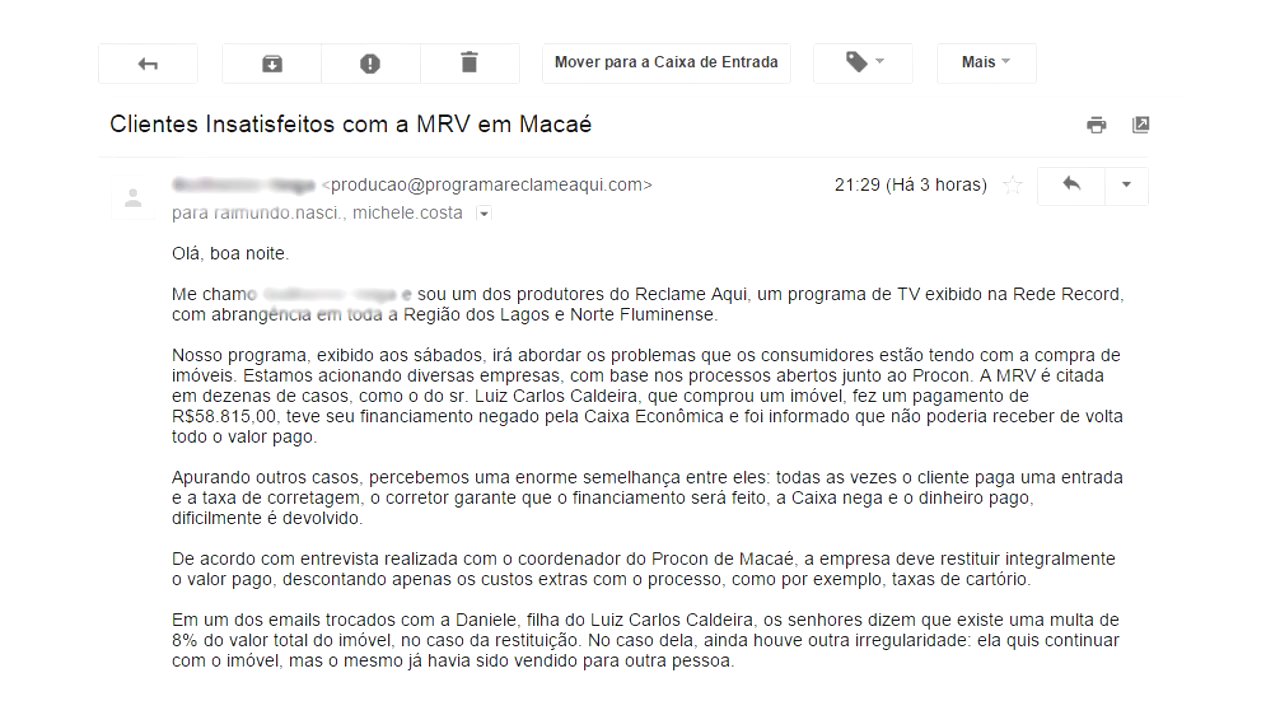 Mover para a Caixa de Entrada
Mais
Clientes Insatisfeitos com a MRV em Macaé
<producao@programareclameaqui.com>
21:29 (Há 3 horas)
para raimundo.nasci., michele.costa
Olá, boa noite.
Me chamo e sou um dos produtores do Reclame Aqui, um programa de TV exibido na Rede Record,
com abrangência em toda a Região dos Lagos e Norte Fluminense.
Nosso programa, exibido aos sábados, irá abordar os problemas que os consumidores estão tendo com a compra de
imóveis. Estamos acionando diversas empresas, com base nos processos abertos junto ao Procon. A MRV é citada
em dezenas de casos, como o do sr. Luiz Carlos Caldeira, que comprou um imóvel, fez um pagamento de
R$58.815,00, teve seu financiamento negado pela Caixa Econômica e foi informado que não poderia receber de volta
todo o valor pago.
Apurando outros casos, percebemos uma enorme semelhança entre eles: todas as vezes o cliente paga uma entrada
e a taxa de corretagem, o corretor garante que o financiamento será feito, a Caixa nega e o dinheiro pago,
dificilmente é devolvido.
De acordo com entrevista realizada com o coordenador do Procon de Macaé, a empresa deve restituir integralmente
o valor pago, descontando apenas os custos extras com o processo, como por exemplo, taxas de cartório.
Em um dos emails trocados com a Daniele, filha do Luiz Carlos Caldeira, os senhores dizem que existe uma multa de
8% do valor total do imóvel, no caso da restituição. No caso dela, ainda houve outra irregularidade: ela quis continuar
com o imóvel, mas o mesmo já havia sido vendido para outra pessoa.